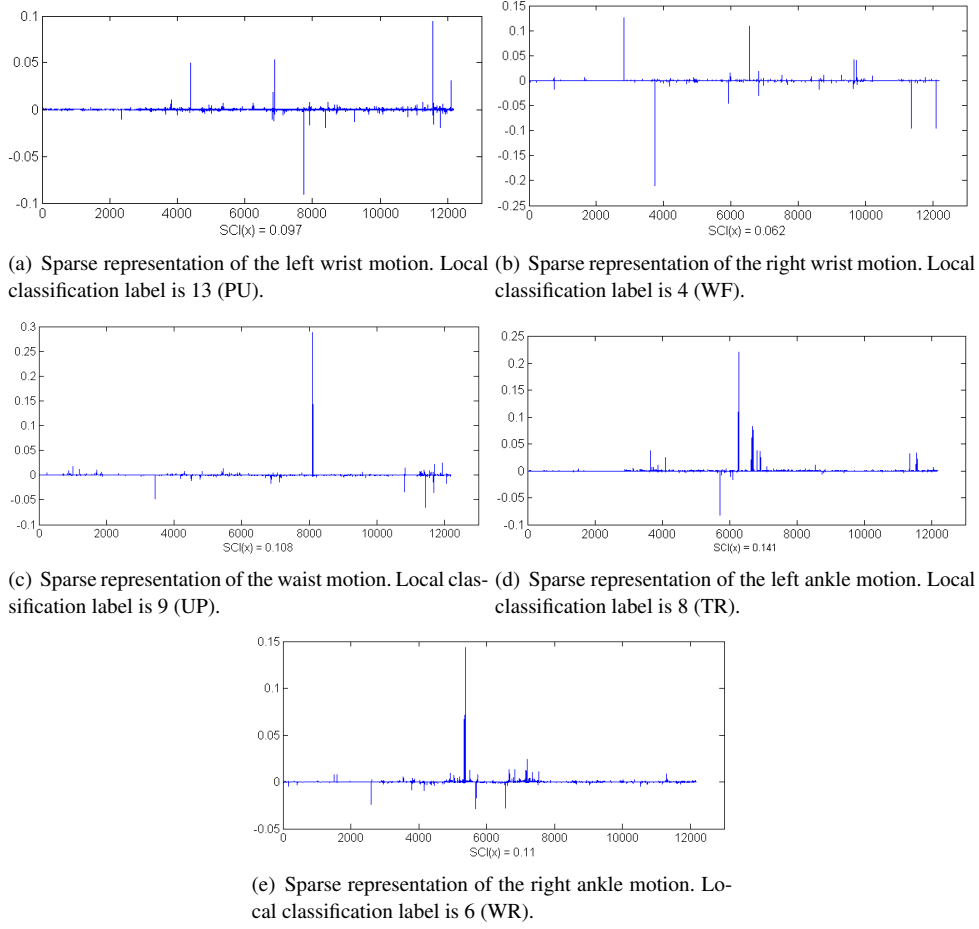 0.1
0.05
0
-0.05
-0.1
0 2000 4000 6000 8000 10000 12000
SCI(x) = 0.097
0.15
0.1
0.05
0
-0.05
-0.1
-0.15
-0.2
-0.25
0 2000 4000 6000 8000 10000 12000
SCI(x) = 0.062
(a) Sparse representation of the left wrist motion. Local
classification label is 13 (PU).
(b) Sparse representation of the right wrist motion. Local
classification label is 4 (WF).
0.3
0.25
0.2
0.15
0.1
0.05
0
-0.05
-0.1
0 2000 4000 6000 8000 10000 12000
SCI(x) = 0.108
0.25
0.2
0.15
0.1
0.05
0
-0.05
-0.1
0 2000 4000 6000 8000 10000 12000
SCI(x) = 0.141
(c) Sparse representation of the waist motion. Local clas-
sification label is 9 (UP).
(d) Sparse representation of the left ankle motion. Local
classification label is 8 (TR).
0.15
0.1
0.05
0
-0.05
0 2000 4000 6000 8000 10000 12000
SCI(x) = 0.11
(e) Sparse representation of the right ankle motion. Lo-
cal classification label is 6 (WR).